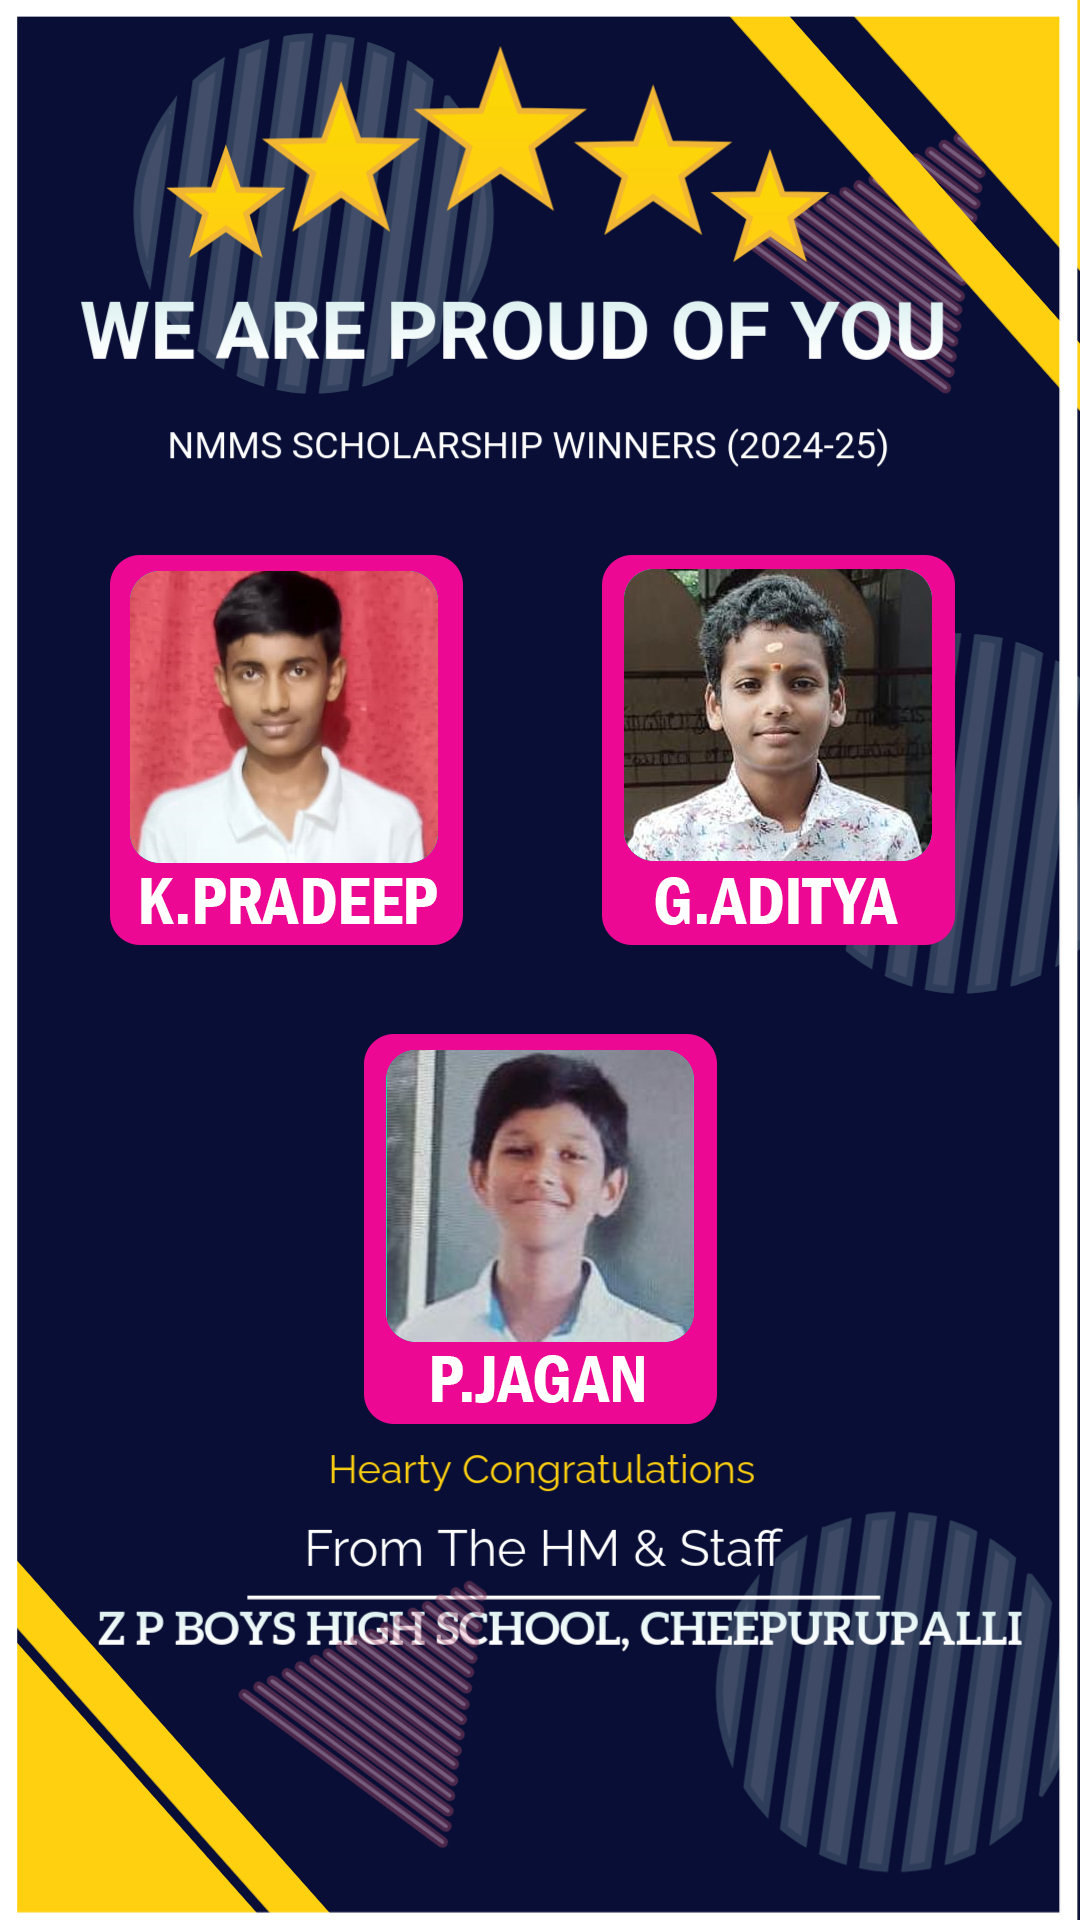 WE ARE PROUD OF YOU
NMMS SCHOLARSHIP WINNERS (2024-25)
K.PRADEEP
G.ADITYA
P.JAGAN
Hearty Congratulations
From The HM & Staff
Z P BOYS HIGH SCHOOL, CHEEPURUPALLI